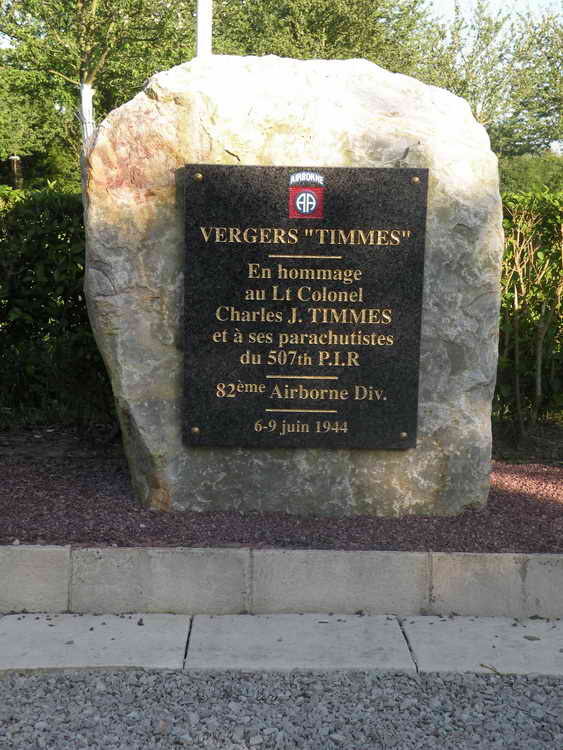 AIRBORNE
AA
VERGERS "TIMMES"
En hommage
au Lt Colonel
Charles J. TIMMES
et à ses parachutistes
du 507th P.I.R
82ème Airborne Div.
6-9 juin 1944